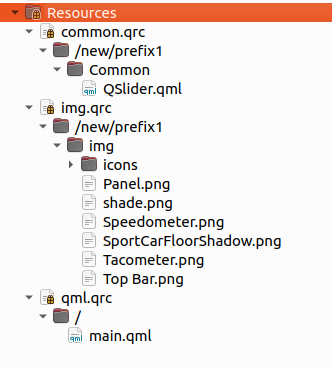 Resources
common.qrc
/new/prefix1
Common
QSlider.qml
img.qrc
/new/prefix1
img
icons
Panel.png
shade.png
Speedometer.png
SportCarFloorShadow.png
Tacometer.png
Top Bar.png
qml.qrc
/
main.qml